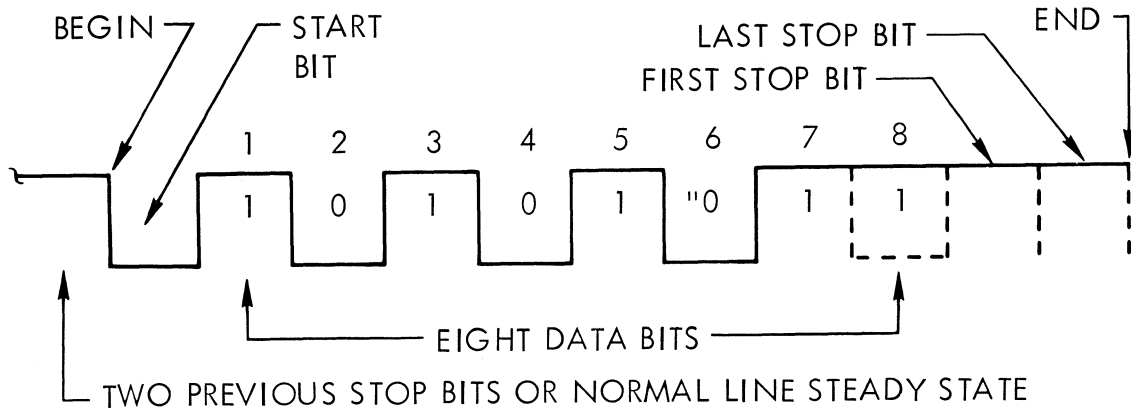 BEGIN
START
BIT
END
LAST STOP BIT
FIRST STOP BIT
1 2 3 4 5 6 7 8
1 0 1 0 1 "0 1 1
EIGHT DATA BITS
TWO PREVIOUS STOP BITS OR NORMAL LINE STEADY STATE